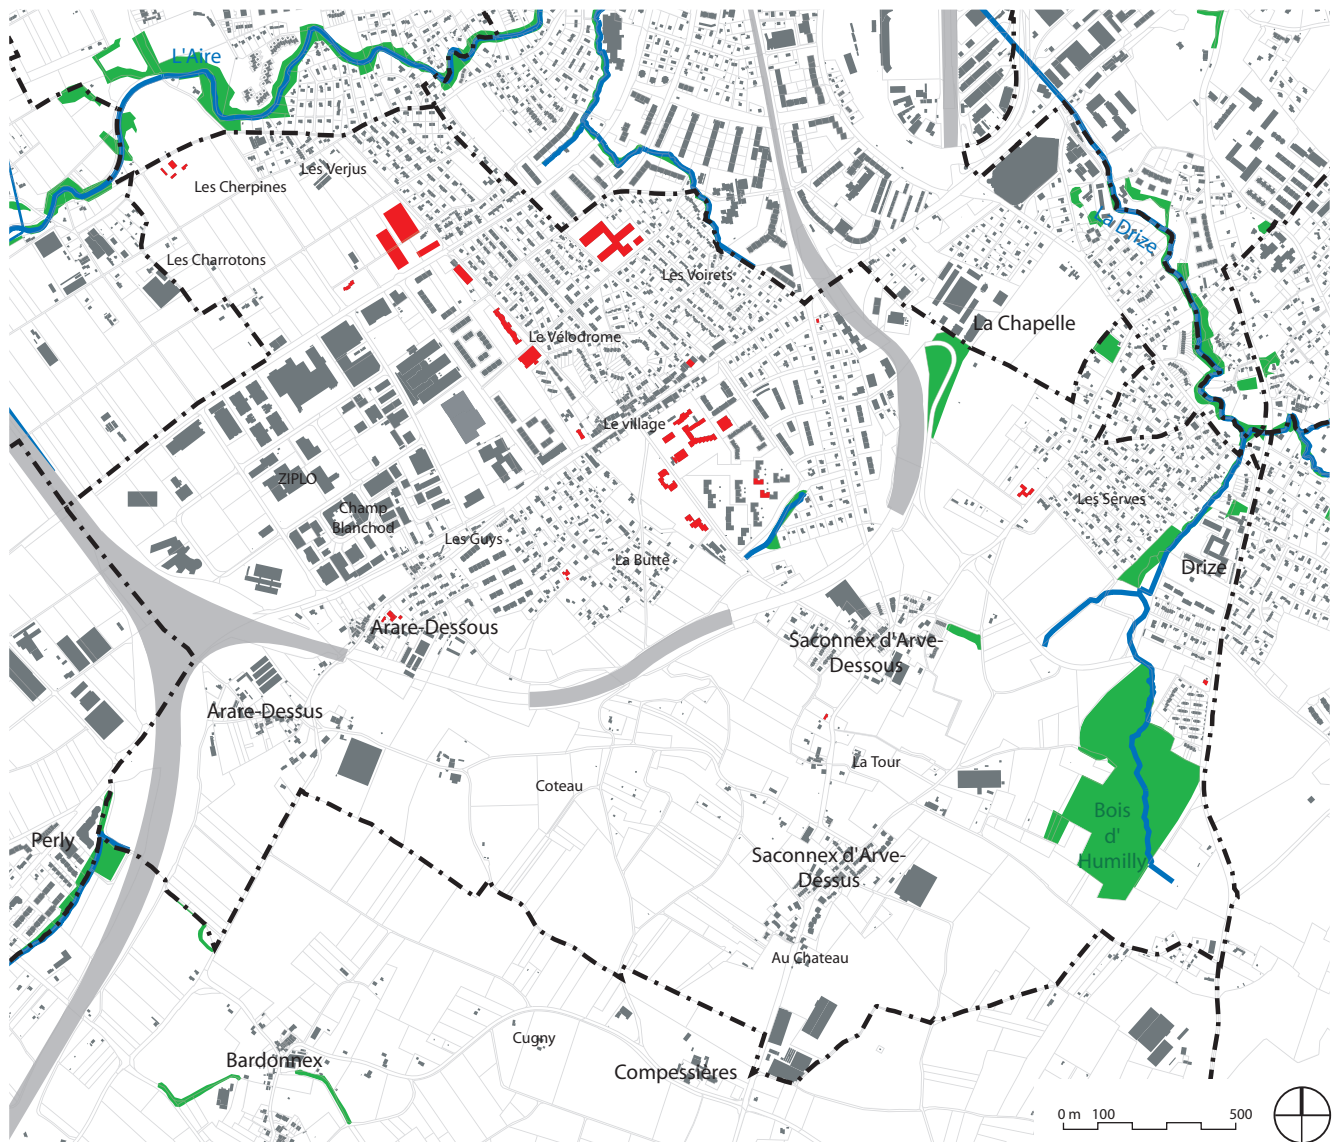 L'Aire
Les Verjus
Les Cherpines
La Drize
Les Charrotons
Les Voirets
La Chapelle
Le Vélodrome
Le village
ZIPLO
Les Serves
Champ
Blanchod
Les Guys
La Butte
Drize
Arare-Dessous
Saconnex d'Arve-
Dessous
Arare-Dessus
La Tour
Coteau
Bois
d'
Humilly
Perly
Saconnex d'Arve-
Dessus
Au Chateau
Cugny
Bardonnex
Compessières
0 m 100 500